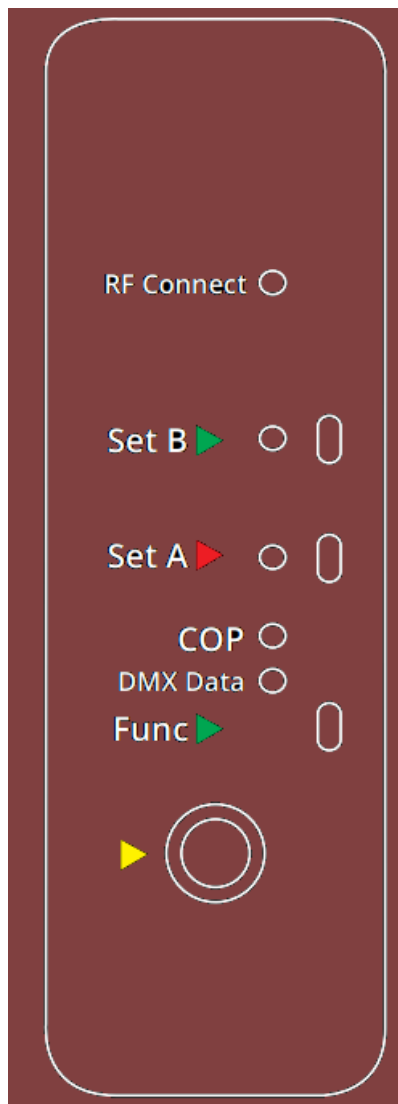 RF Connect
Set B
Set A
COP
DMX Data
Func